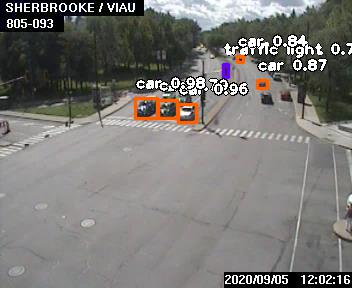 SHERBROOKE / VIAU
805-093
car 0.84
traffic light 0.7
car 0.87
car 0.98
car 0.96
2020/09/05 12:02:16